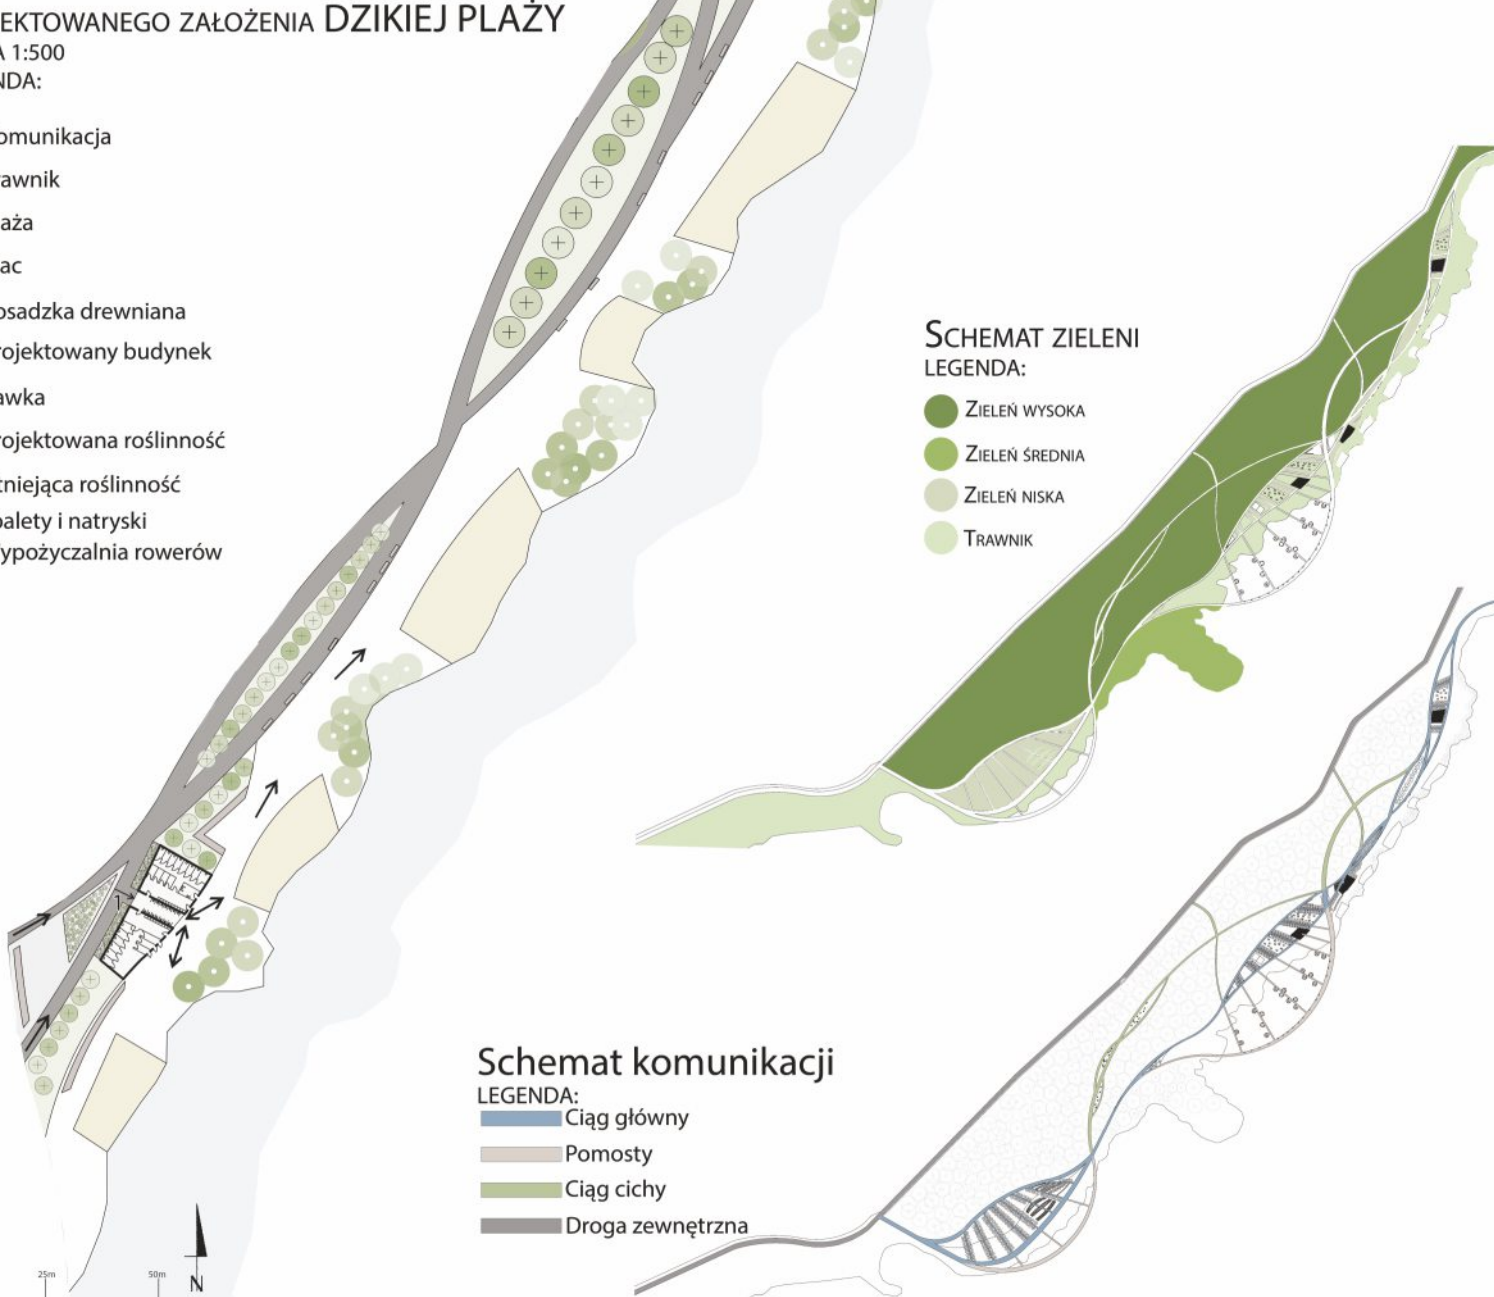 EKTOWANEGO ZAŁOŻENIA DZIKIEJ PLAŻY
A 1:500
NDA:
omunikacja
rawnik
aża
ac
osadzka drewniana
rojektowany budynek
awka
rojektowana roślinność
tniejąca roślinność
oalety i natryski
ypożyczalnia rowerów
SCHEMAT ZIELENI
LEGENDA:
ZIELEŃ WYSOKA
ZIELEŃ ŚREDNIA
ZIELEŃ NISKA
TRAWNIK
1
Schemat komunikacji
LEGENDA:
Ciąg główny
Pomosty
Ciąg cichy
Droga zewnętrzna
25m 50m
N